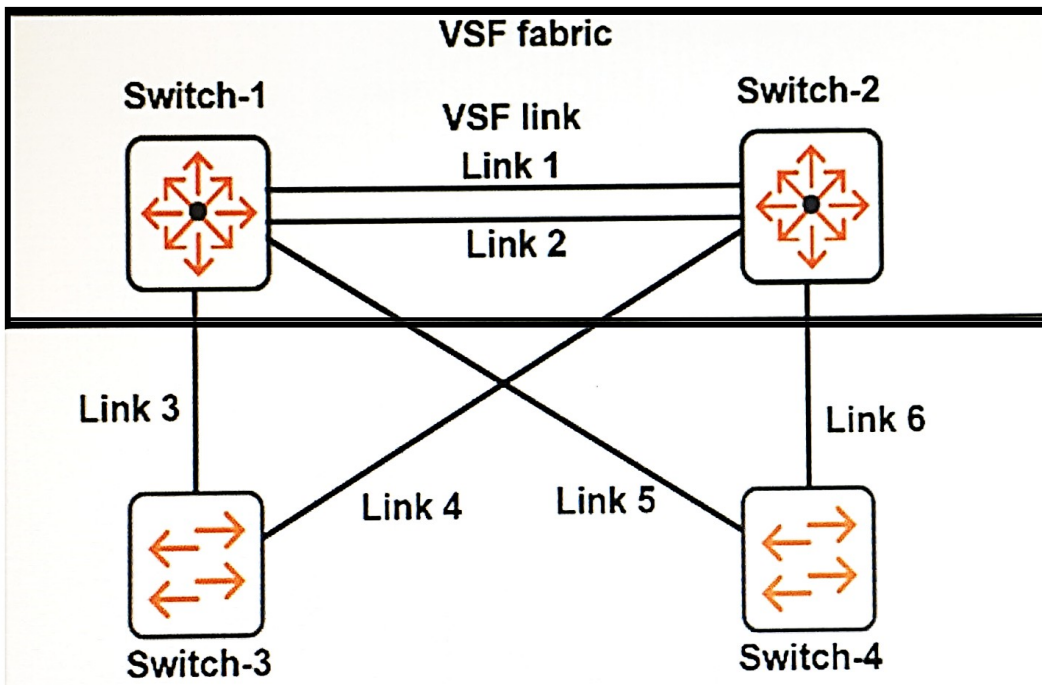 VSF fabric
Switch-1
Switch-2
VSF link
Link 1
Link 2
Link 3
Link 6
Link 4
Link 5
Switch-3
Switch-4